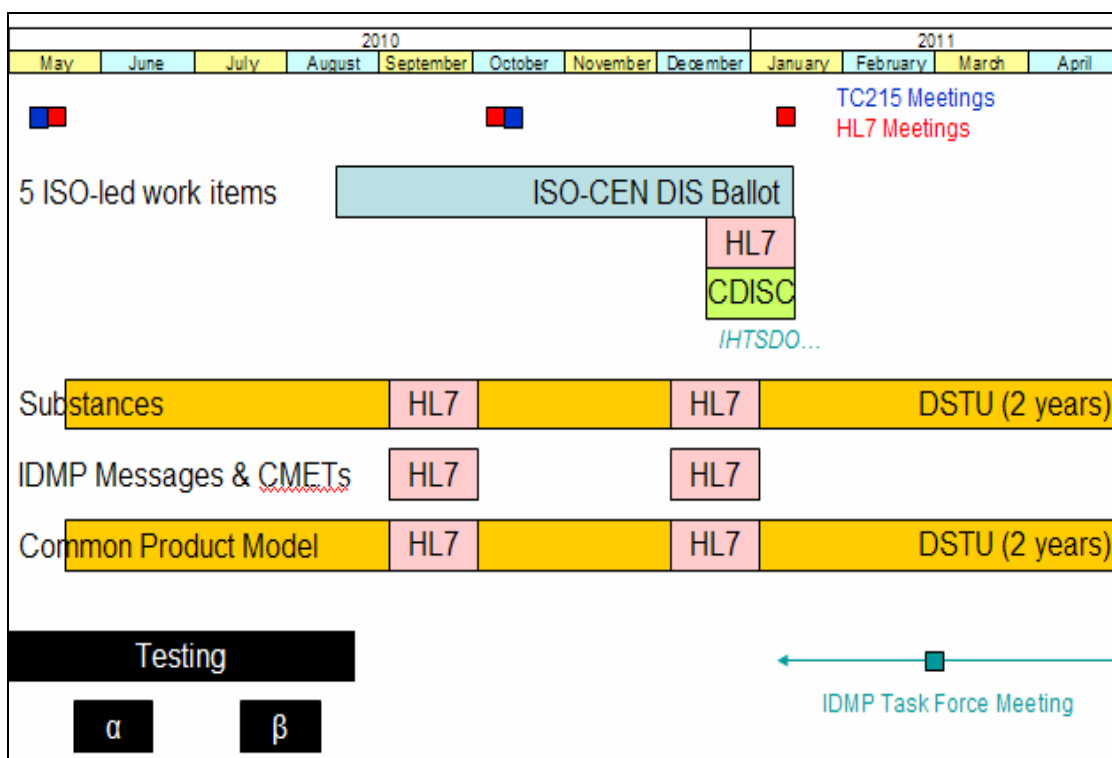 2010 2011
May June July August September October November December January February March April
TC215 Meetings
HL7 Meetings
5 ISO-led work items ISO-CEN DIS Ballot
HL7
CDISC
IHTSDO...
Substances HL7 HL7 DSTU (2 years)
IDMP Messages & CMETs HL7 HL7
Common Product Model HL7 HL7 DSTU (2 years)
Testing
IDMP Task Force Meeting
α β